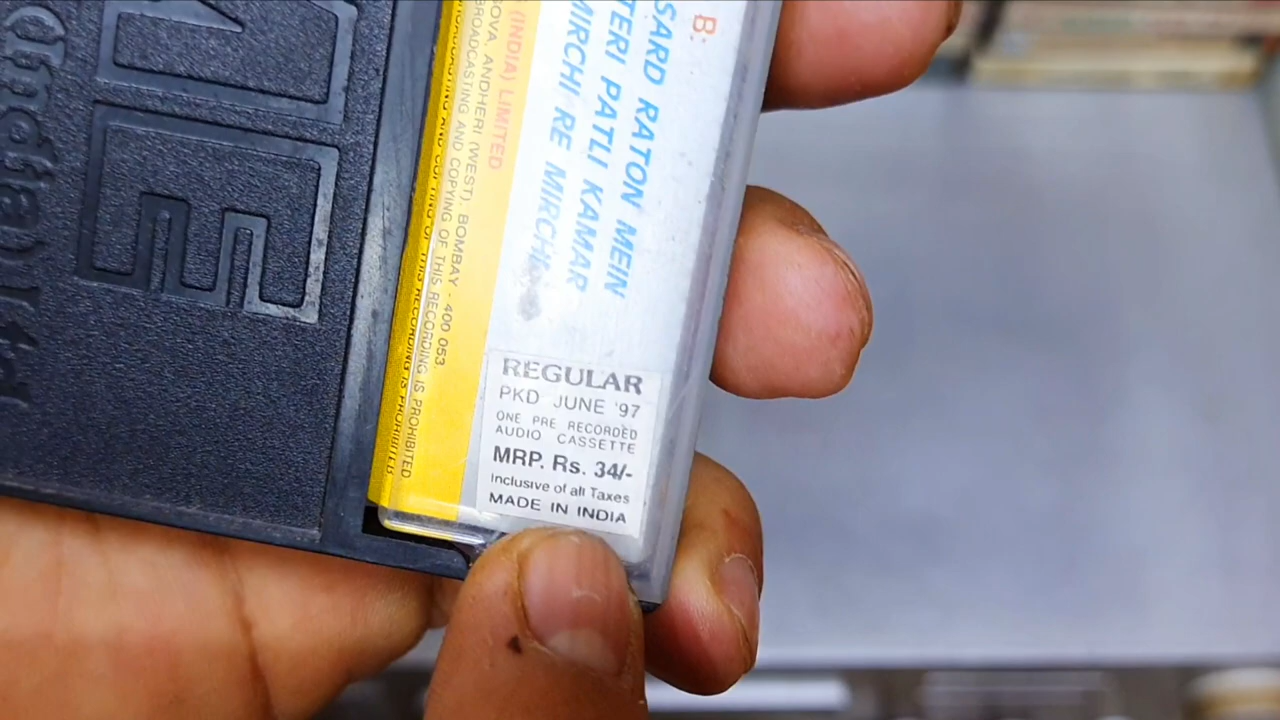 B:
SARD RATON MEIN
TERI PATLI KAMAR
MIRCHI RE MIRCHI
(INDIA) LIMITED
ANDHERI (WEST), BOMBAY - 400 053.
BROADCASTING AND COPYING OF THIS RECORDING IS PROHIBITED
REGULAR
PKD JUNE '97
ONE PRE RECORDED
AUDIO CASSETTE
MRP. Rs. 34/-
Inclusive of all Taxes
MADE IN INDIA
(India) Ltd